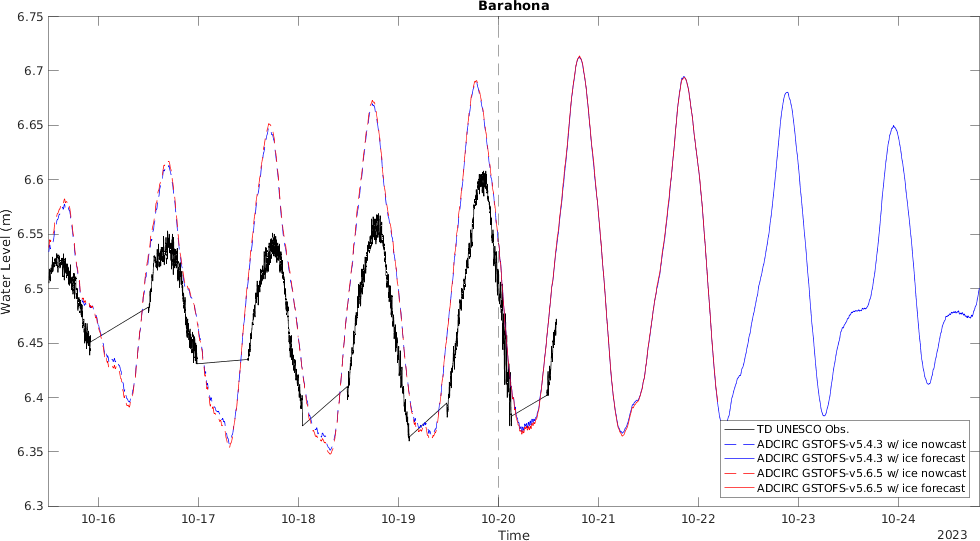 Barahona
6.75
6.7
6.65
6.6
6.55
6.5
6.45
6.4
6.35
6.3
Water Level (m)
10-16 10-17 10-18 10-19 10-20 10-21 10-22 10-23 10-24
Time
2023
TD UNESCO Obs.
ADCIRC GSTOFS-v5.4.3 w/ ice nowcast
ADCIRC GSTOFS-v5.4.3 w/ ice forecast
ADCIRC GSTOFS-v5.6.5 w/ ice nowcast
ADCIRC GSTOFS-v5.6.5 w/ ice forecast